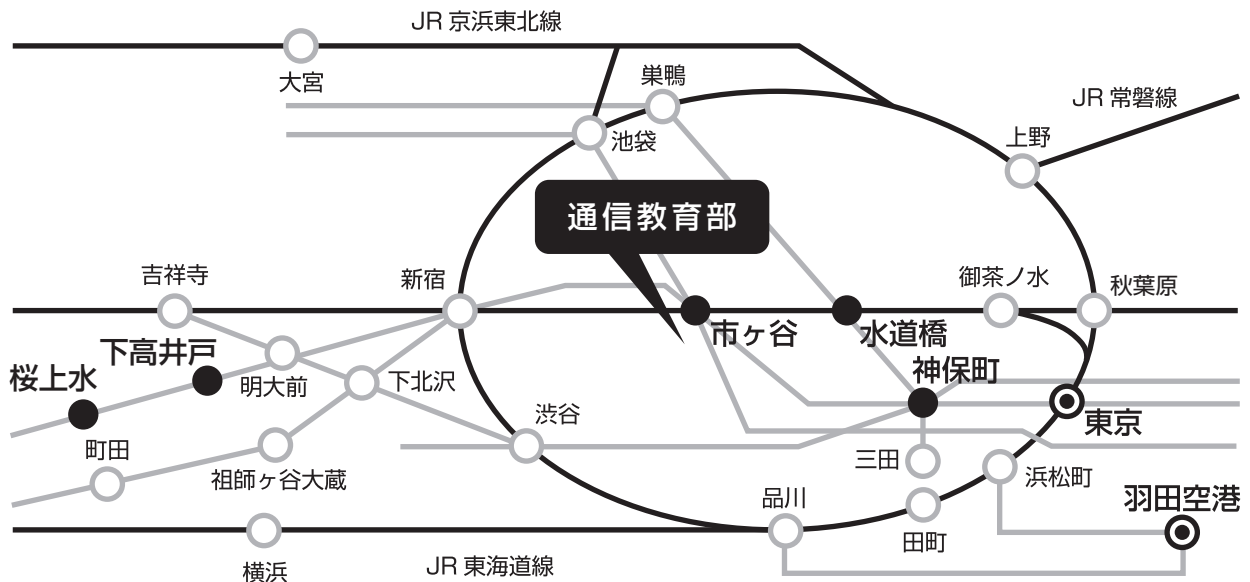 JR 京浜東北線
大宮
巣鴨
JR 常磐線
池袋
上野
通信教育部
吉祥寺
新宿
御茶ノ水
秋葉原
市ヶ谷
水道橋
下高井戸
神保町
桜上水
明大前
下北沢
渋谷
東京
町田
祖師ヶ谷大蔵
三田
浜松町
品川
羽田空港
田町
横浜
JR 東海道線